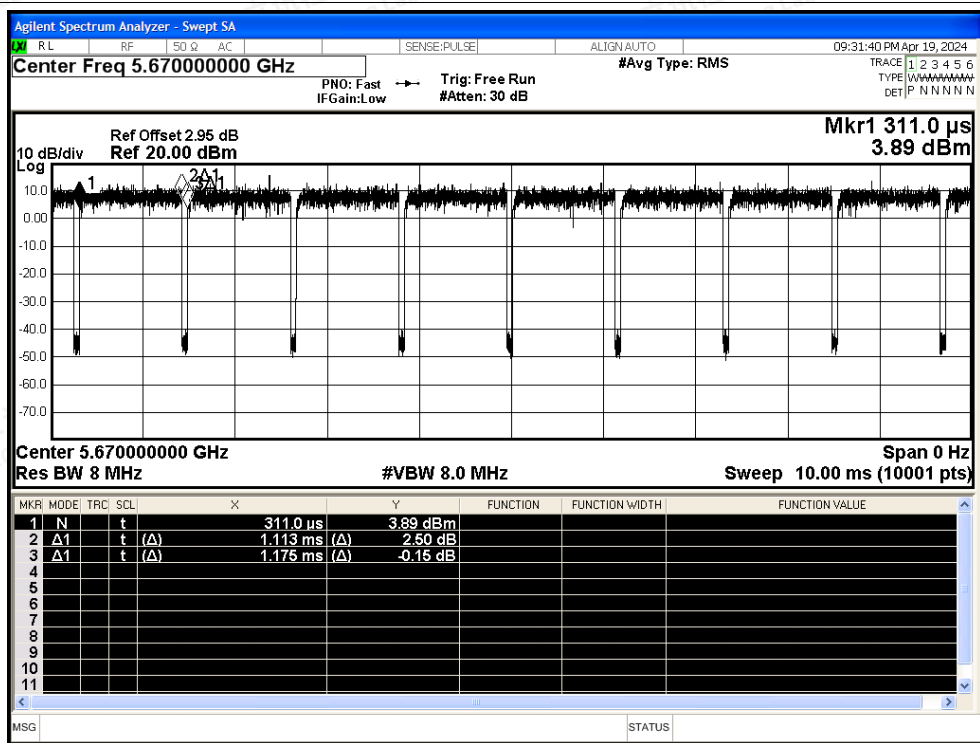 Agilent Spectrum Analyzer - Swept SA
LXI RL RF 50 Ω AC SENSE:PULSE ALIGN AUTO 09:31:40 PM Apr 19, 2024
Center Freq 5.670000000 GHz
PNO: Fast
IFGain:Low
Trig: Free Run
#Atten: 30 dB
#Avg Type: RMS
TRACE 1 2 3 4 5 6
TYPE WWWWWW
DET P N N N N N
Ref Offset 2.95 dB
10 dB/div Ref 20.00 dBm
Mkr1 311.0 µs
3.89 dBm
Log
1
2Δ1
3Δ1
10.0
0.00
-10.0
-20.0
-30.0
-40.0
-50.0
-60.0
-70.0
Center 5.670000000 GHz Span 0 Hz
Res BW 8 MHz #VBW 8.0 MHz Sweep 10.00 ms (10001 pts)
MKR MODE TRC SCL X Y FUNCTION FUNCTION WIDTH FUNCTION VALUE
1 N t 311.0 µs 3.89 dBm
2 Δ1 t (Δ) 1.113 ms (Δ) 2.50 dB
3 Δ1 t (Δ) 1.175 ms (Δ) -0.15 dB
4
5
6
7
8
9
10
11
MSG STATUS